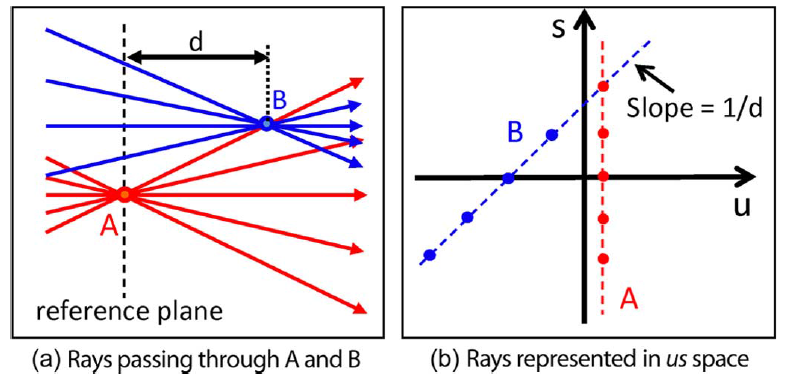 d
B
A
reference plane
(a) Rays passing through A and B
s
B
Slope = 1/d
u
A
(b) Rays represented in us space